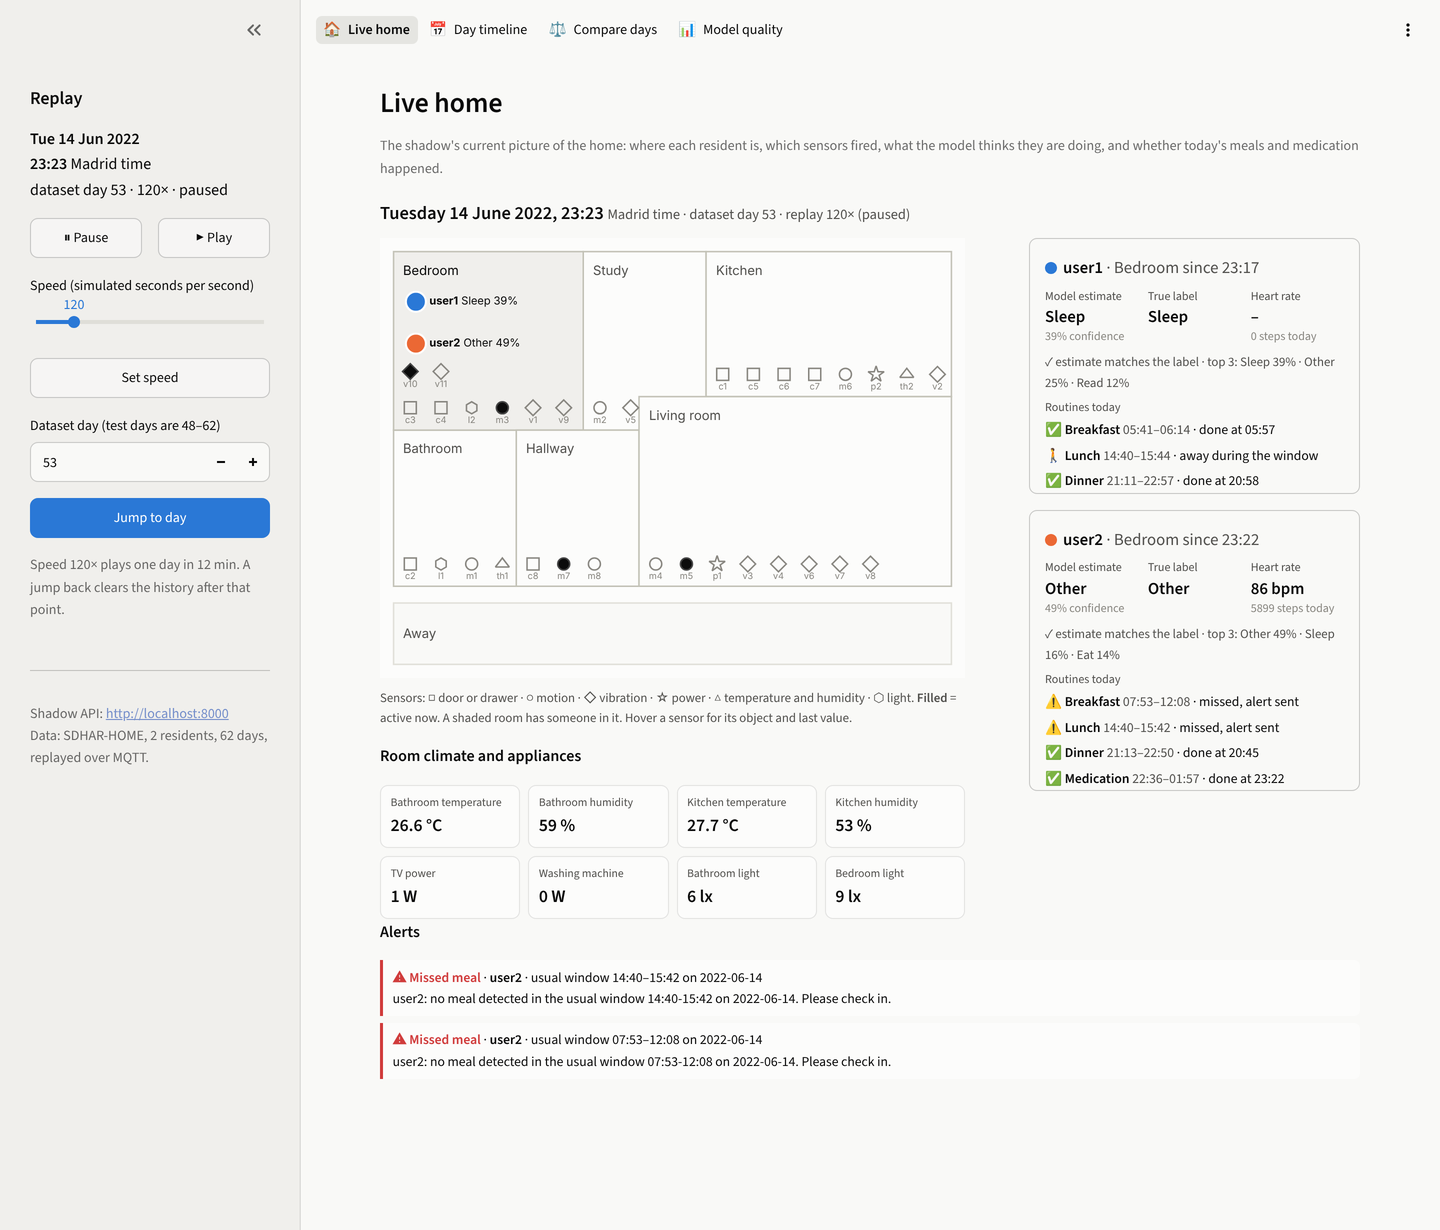 Live home
Day timeline
Compare days
Model quality
Replay
Tue 14 Jun 2022
23:23 Madrid time
dataset day 53 · 120× · paused
Pause
Play
Speed (simulated seconds per second)
120
Set speed
Dataset day (test days are 48–62)
53
Jump to day
Speed 120× plays one day in 12 min. A
jump back clears the history after that
point.
Shadow API: http://localhost:8000
Data: SDHAR-HOME, 2 residents, 62 days,
replayed over MQTT.
Live home
The shadow's current picture of the home: where each resident is, which sensors fired, what the model thinks they are doing, and whether today's meals and medication
happened.
Tuesday 14 June 2022, 23:23 Madrid time · dataset day 53 · replay 120× (paused)
Bedroom
user1 Sleep 39%
user2 Other 49%
v10 v11
c3 c4 l2 m3 v1 v9
Study
m2 v5
Kitchen
c1 c5 c6 c7 m6 p2 th2 v2
Living room
m4 m5 p1 v3 v4 v6 v7 v8
Bathroom
c2 l1 m1 th1
Hallway
c8 m7 m8
Away
Sensors: □ door or drawer · ○ motion · ◇ vibration · ☆ power · △ temperature and humidity · ⬡ light. Filled =
active now. A shaded room has someone in it. Hover a sensor for its object and last value.
Room climate and appliances
Bathroom temperature
26.6 °C
Bathroom humidity
59 %
Kitchen temperature
27.7 °C
Kitchen humidity
53 %
TV power
1 W
Washing machine
0 W
Bathroom light
6 lx
Bedroom light
9 lx
user1 · Bedroom since 23:17
Model estimate True label Heart rate
Sleep Sleep –
39% confidence 0 steps today
✓ estimate matches the label · top 3: Sleep 39% · Other
25% · Read 12%
Routines today
✅ Breakfast 05:41–06:14 · done at 05:57
🚶 Lunch 14:40–15:44 · away during the window
✅ Dinner 21:11–22:57 · done at 20:58
user2 · Bedroom since 23:22
Model estimate True label Heart rate
Other Other 86 bpm
49% confidence 5899 steps today
✓ estimate matches the label · top 3: Other 49% · Sleep
16% · Eat 14%
Routines today
⚠️ Breakfast 07:53–12:08 · missed, alert sent
⚠️ Lunch 14:40–15:42 · missed, alert sent
✅ Dinner 21:13–22:50 · done at 20:45
✅ Medication 22:36–01:57 · done at 23:22
Alerts
Missed meal · user2 · usual window 14:40–15:42 on 2022-06-14
user2: no meal detected in the usual window 14:40-15:42 on 2022-06-14. Please check in.
Missed meal · user2 · usual window 07:53–12:08 on 2022-06-14
user2: no meal detected in the usual window 07:53-12:08 on 2022-06-14. Please check in.